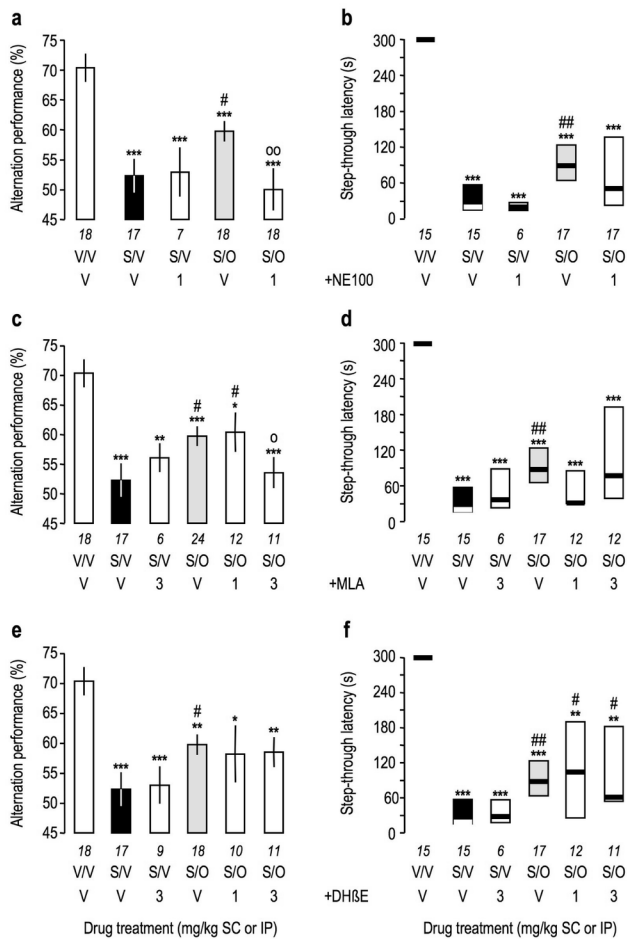 a
Alternation performance (%)
75
70
65
60
55
50
45
***
***
#
***
oo
***
18 17 7 18 18
V/V S/V S/V S/O S/O
V V 1 V 1
b
Step-through latency (s)
300
240
180
120
60
0
***
***
##
***
***
15 15 6 17 17
V/V S/V S/V S/O S/O
+NE100 V V 1 V 1
c
Alternation performance (%)
75
70
65
60
55
50
45
***
**
#
***
#
*
o
***
18 17 6 24 12 11
V/V S/V S/V S/O S/O S/O
V V 3 V 1 3
d
Step-through latency (s)
300
240
180
120
60
0
***
***
##
***
***
***
15 15 6 17 12 12
V/V S/V S/V S/O S/O S/O
+MLA V V 3 V 1 3
e
Alternation performance (%)
75
70
65
60
55
50
45
***
***
#
**
*
**
18 17 9 18 10 11
V/V S/V S/V S/O S/O S/O
V V 3 V 1 3
Drug treatment (mg/kg SC or IP)
f
Step-through latency (s)
300
240
180
120
60
0
***
***
##
***
#
**
#
**
15 15 6 17 12 11
V/V S/V S/V S/O S/O S/O
+DHßE V V 3 V 1 3
Drug treatment (mg/kg SC or IP)